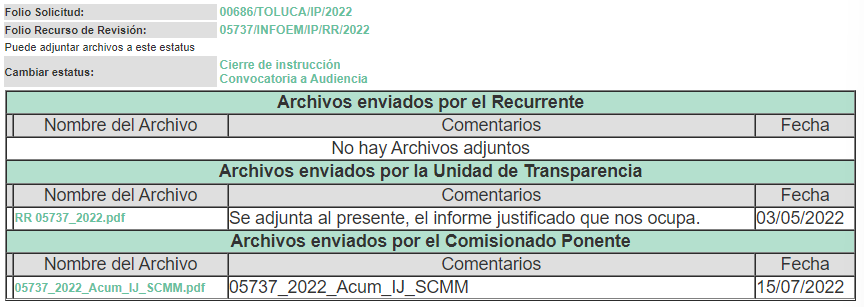 Folio Solicitud: 00686/TOLUCA/IP/2022
Folio Recurso de Revisión: 05737/INFOEM/IP/RR/2022
Puede adjuntar archivos a este estatus
Cambiar estatus: Cierre de instrucción
Convocatoria a Audiencia
Archivos enviados por el Recurrente
Nombre del Archivo Comentarios Fecha
No hay Archivos adjuntos
Archivos enviados por la Unidad de Transparencia
Nombre del Archivo Comentarios Fecha
RR 05737_2022.pdf Se adjunta al presente, el informe justificado que nos ocupa. 03/05/2022
Archivos enviados por el Comisionado Ponente
Nombre del Archivo Comentarios Fecha
05737_2022_Acum_IJ_SCMM.pdf 05737_2022_Acum_IJ_SCMM 15/07/2022